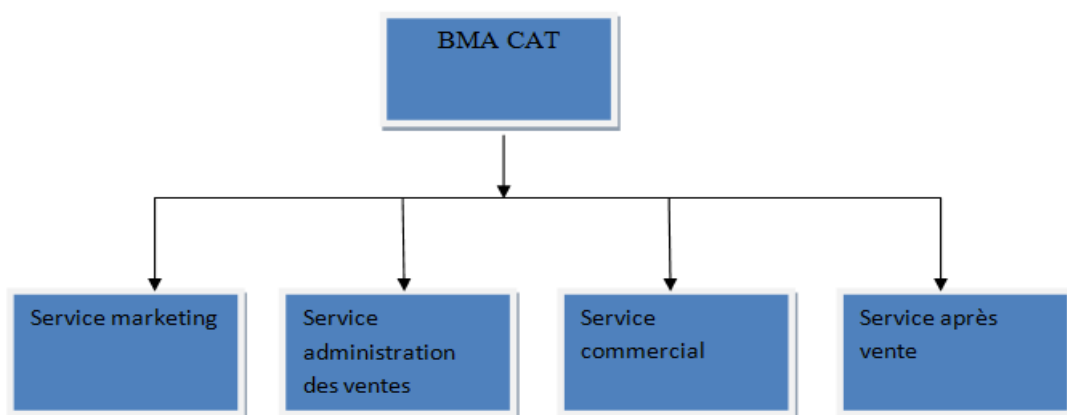 BMA CAT
Service marketing
Service
administration
des ventes
Service
commercial
Service après
vente